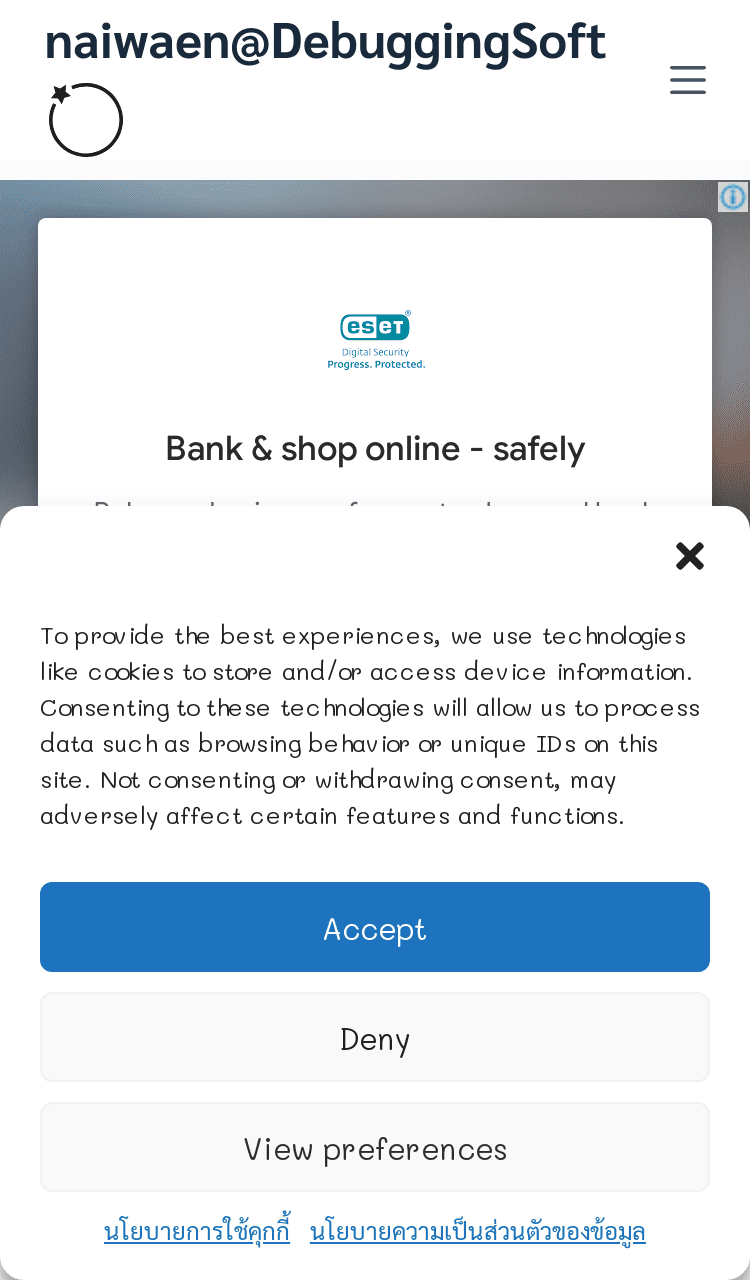 naiwaen@DebuggingSoft
eset
Digital Security
Progress. Protected.
Bank & shop online - safely
To provide the best experiences, we use technologies
like cookies to store and/or access device information.
Consenting to these technologies will allow us to process
data such as browsing behavior or unique IDs on this
site. Not consenting or withdrawing consent, may
adversely affect certain features and functions.
Accept
Deny
View preferences
นโยบายการใช้คุกกี้ นโยบายความเป็นส่วนตัวของข้อมูล